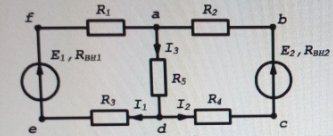 f R₁ a R₂ b
I₃
E₁, Rвн1 R₅ E₂, Rвн2
R₃ I₁ I₂ R₄
e d c